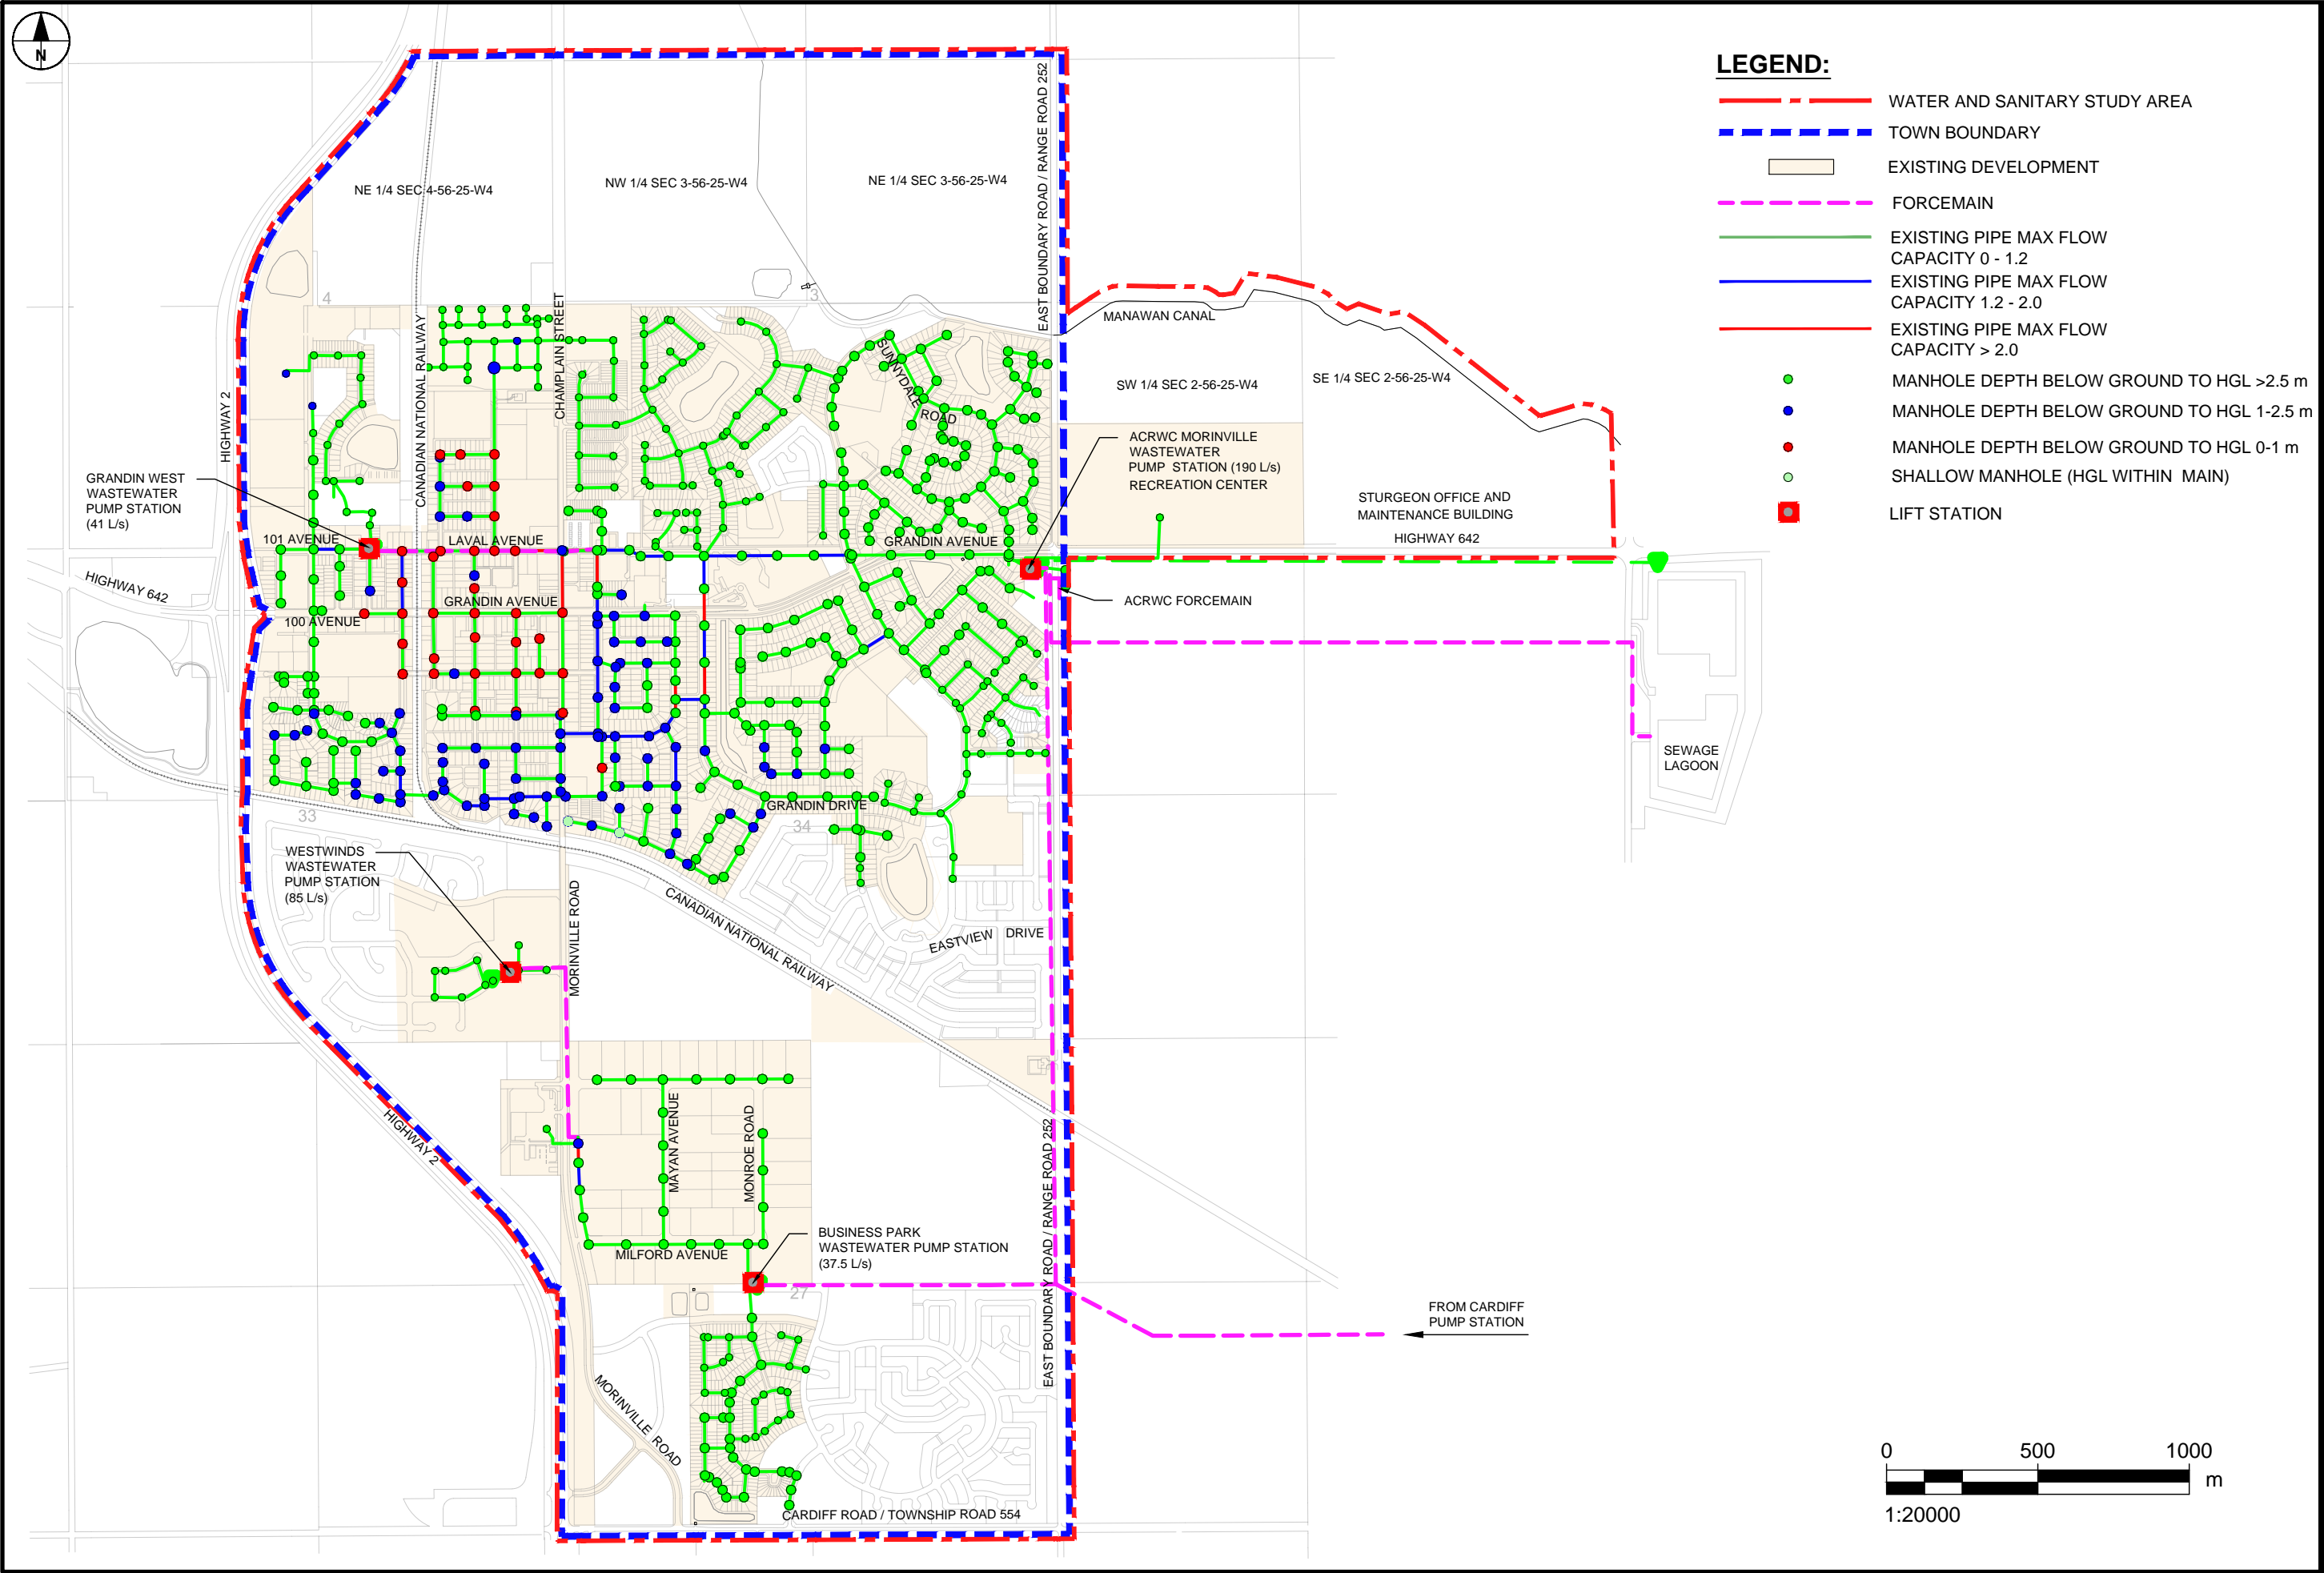 N
LEGEND:
WATER AND SANITARY STUDY AREA
TOWN BOUNDARY
EXISTING DEVELOPMENT
FORCEMAIN
EXISTING PIPE MAX FLOW
CAPACITY 0 - 1.2
EXISTING PIPE MAX FLOW
CAPACITY 1.2 - 2.0
EXISTING PIPE MAX FLOW
CAPACITY > 2.0
MANHOLE DEPTH BELOW GROUND TO HGL >2.5 m
MANHOLE DEPTH BELOW GROUND TO HGL 1-2.5 m
MANHOLE DEPTH BELOW GROUND TO HGL 0-1 m
SHALLOW MANHOLE (HGL WITHIN MAIN)
LIFT STATION
NE 1/4 SEC 4-56-25-W4
NW 1/4 SEC 3-56-25-W4
NE 1/4 SEC 3-56-25-W4
EAST BOUNDARY ROAD / RANGE ROAD 252
4
3
MANAWAN CANAL
SW 1/4 SEC 2-56-25-W4
SE 1/4 SEC 2-56-25-W4
HIGHWAY 2
CANADIAN NATIONAL RAILWAY
CHAMPLAIN STREET
SUNNYDALE
ROAD
ACRWC MORINVILLE
WASTEWATER
PUMP STATION (190 L/s)
RECREATION CENTER
GRANDIN WEST
WASTEWATER
PUMP STATION
(41 L/s)
STURGEON OFFICE AND
MAINTENANCE BUILDING
HIGHWAY 642
101 AVENUE
LAVAL AVENUE
GRANDIN AVENUE
HIGHWAY 642
GRANDIN AVENUE
100 AVENUE
ACRWC FORCEMAIN
SEWAGE
LAGOON
GRANDIN DRIVE
33
34
WESTWINDS
WASTEWATER
PUMP STATION
(85 L/s)
MORINVILLE ROAD
CANADIAN NATIONAL RAILWAY
EASTVIEW DRIVE
HIGHWAY 2
MAYAN AVENUE
MONROE ROAD
EAST BOUNDARY ROAD / RANGE ROAD 252
MILFORD AVENUE
BUSINESS PARK
WASTEWATER PUMP STATION
(37.5 L/s)
27
FROM CARDIFF
PUMP STATION
MORINVILLE ROAD
CARDIFF ROAD / TOWNSHIP ROAD 554
0 500 1000
m
1:20000